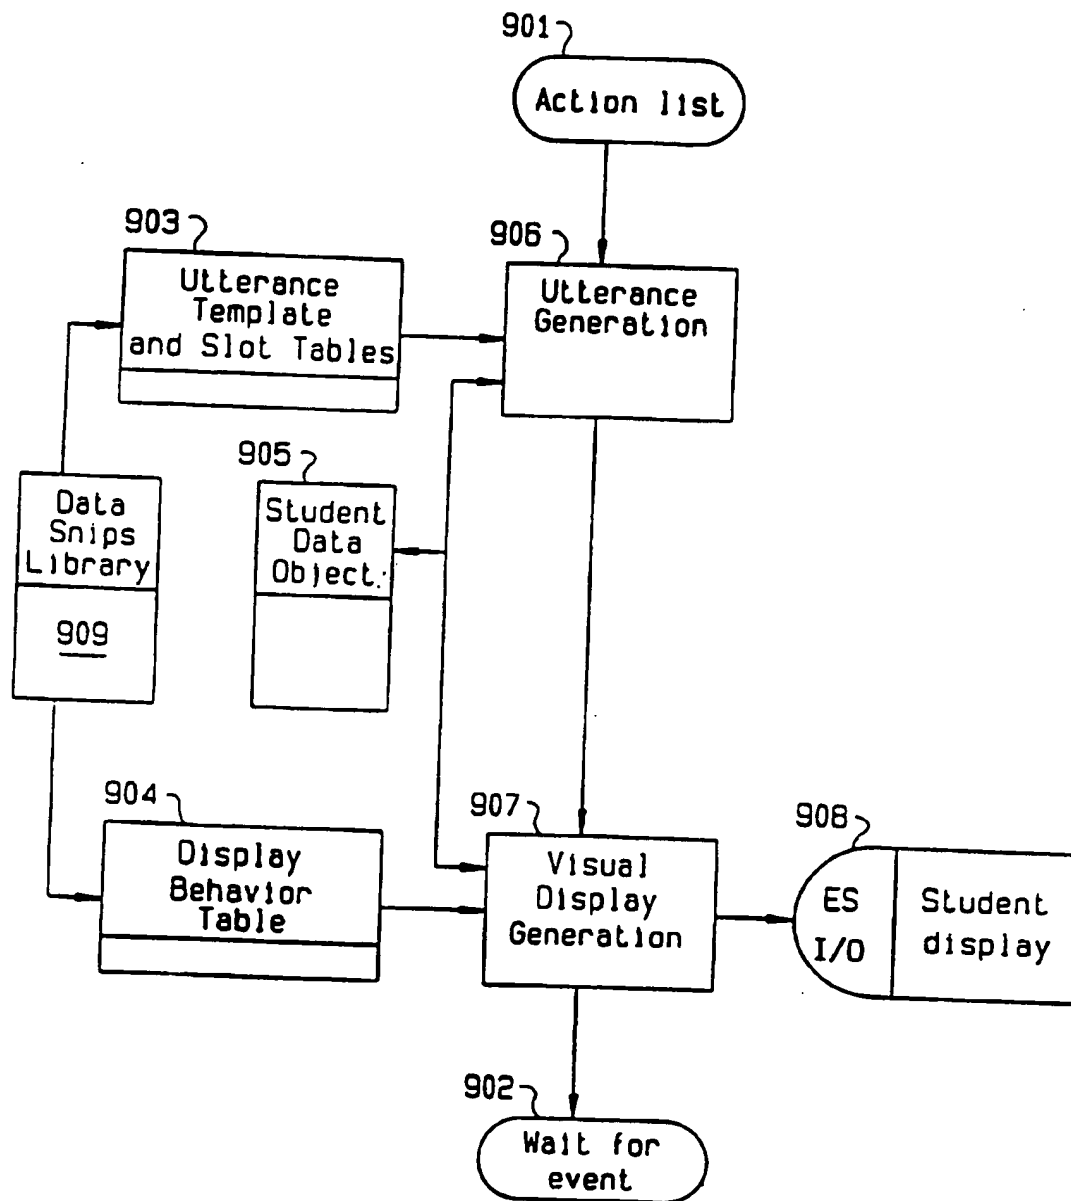 901
Action list
903
Utterance
Template
and Slot Tables
906
Utterance
Generation
905
Student
Data
Object
Data
Snips
Library
909
904
Display
Behavior
Table
907
Visual
Display
Generation
908
ES
I/O
Student
display
902
Wait for
event